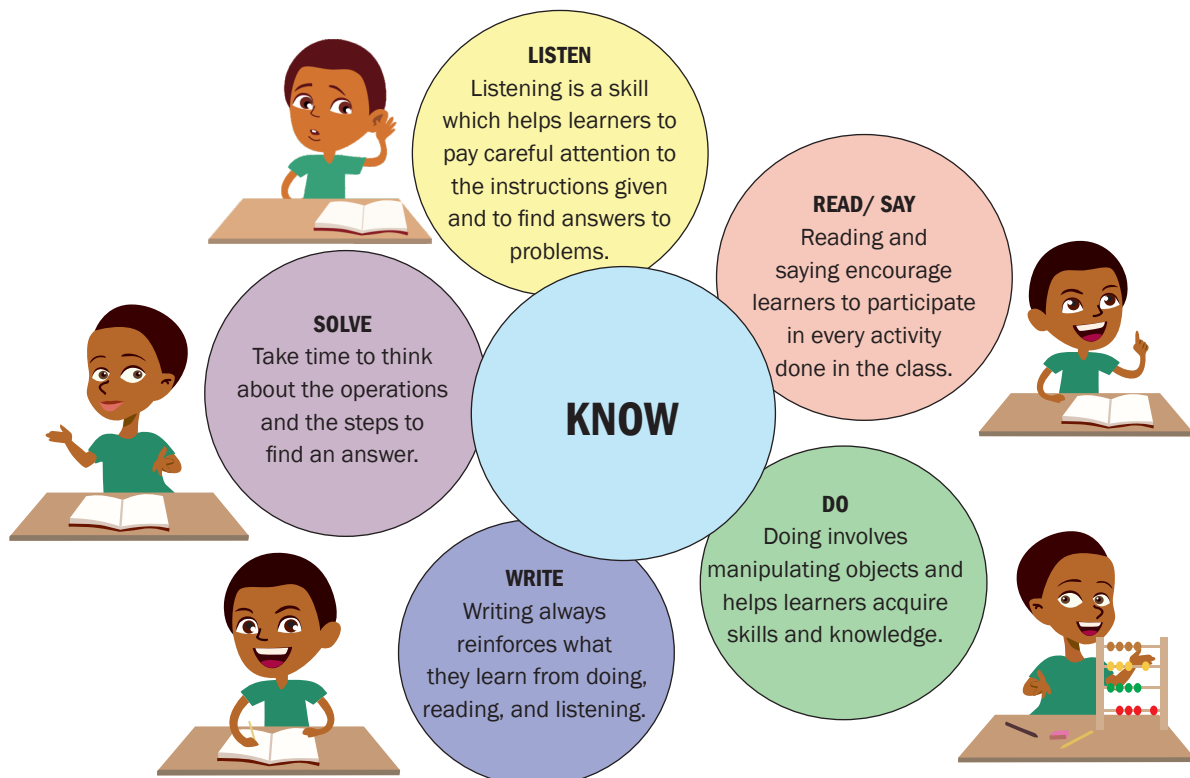 LISTEN
Listening is a skill
which helps learners to
pay careful attention to
the instructions given
and to find answers to
problems.
READ/ SAY
Reading and
saying encourage
learners to participate
in every activity
done in the class.
SOLVE
Take time to think
about the operations
and the steps to
find an answer.
KNOW
DO
Doing involves
manipulating objects and
helps learners acquire
skills and knowledge.
WRITE
Writing always
reinforces what
they learn from doing,
reading, and listening.